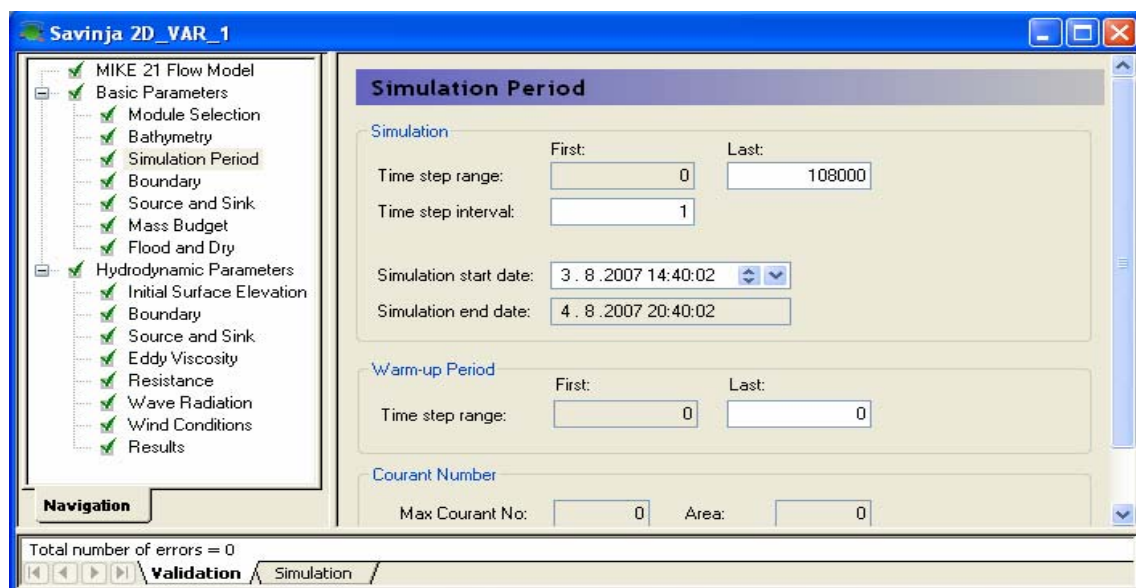 Savinja 2D_VAR_1
MIKE 21 Flow Model
Basic Parameters
Module Selection
Bathymetry
Simulation Period
Boundary
Source and Sink
Mass Budget
Flood and Dry
Hydrodynamic Parameters
Initial Surface Elevation
Boundary
Source and Sink
Eddy Viscosity
Resistance
Wave Radiation
Wind Conditions
Results
Navigation
Simulation Period
Simulation
First: Last:
Time step range: 0 108000
Time step interval: 1
Simulation start date: 3 . 8 .2007 14:40:02
Simulation end date: 4 . 8 .2007 20:40:02
Warm-up Period
First: Last:
Time step range: 0 0
Courant Number
Max Courant No: 0 Area: 0
Total number of errors = 0
Validation Simulation